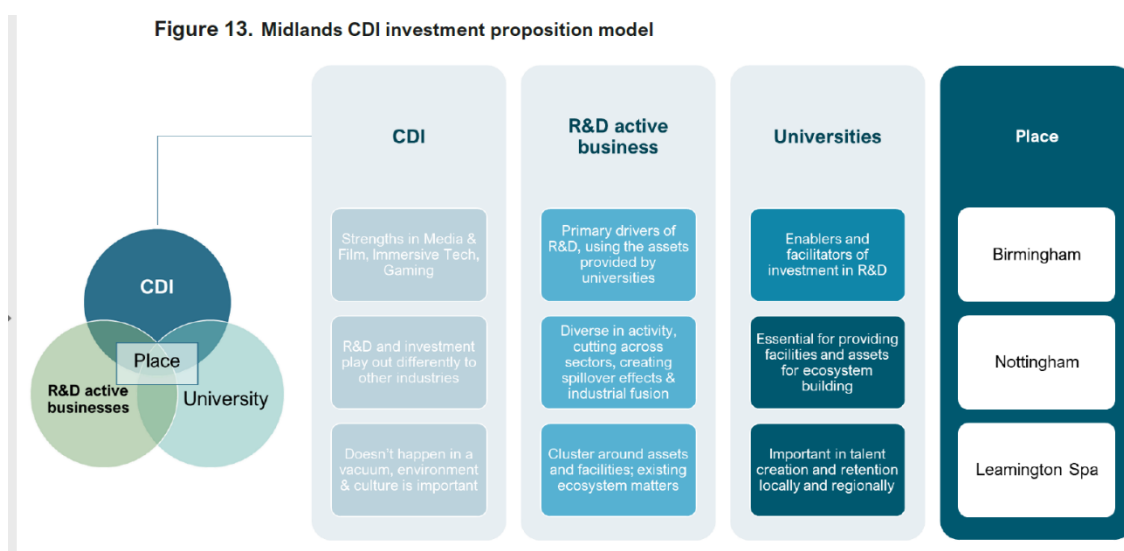 Figure 13. Midlands CDI investment proposition model
CDI
Place
R&D active
businesses
University
CDI
Strengths in Media &
Film, Immersive Tech,
Gaming
R&D and investment
play out differently to
other industries
Doesn't happen in a
vacuum, environment
& culture is important
R&D active
business
Primary drivers of
R&D, using the assets
provided by
universities
Diverse in activity,
cutting across
sectors, creating
spillover effects &
industrial fusion
Cluster around assets
and facilities; existing
ecosystem matters
Universities
Enablers and
facilitators of
investment in R&D
Essential for providing
facilities and assets
for ecosystem
building
Important in talent
creation and retention
locally and regionally
Place
Birmingham
Nottingham
Leamington Spa